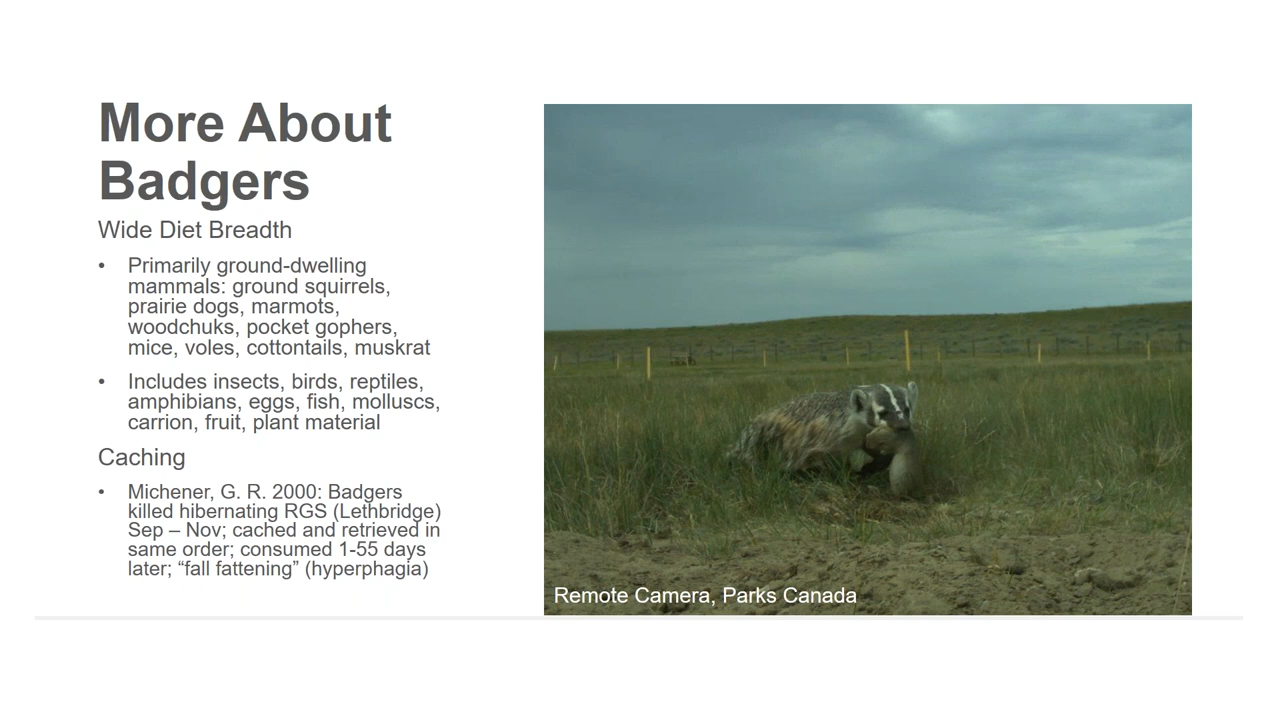 More About
Badgers
Wide Diet Breadth
• Primarily ground-dwelling
mammals: ground squirrels,
prairie dogs, marmots,
woodchuks, pocket gophers,
mice, voles, cottontails, muskrat
• Includes insects, birds, reptiles,
amphibians, eggs, fish, molluscs,
carrion, fruit, plant material
Caching
• Michener, G. R. 2000: Badgers
killed hibernating RGS (Lethbridge)
Sep – Nov; cached and retrieved in
same order; consumed 1-55 days
later; “fall fattening” (hyperphagia)
Remote Camera, Parks Canada